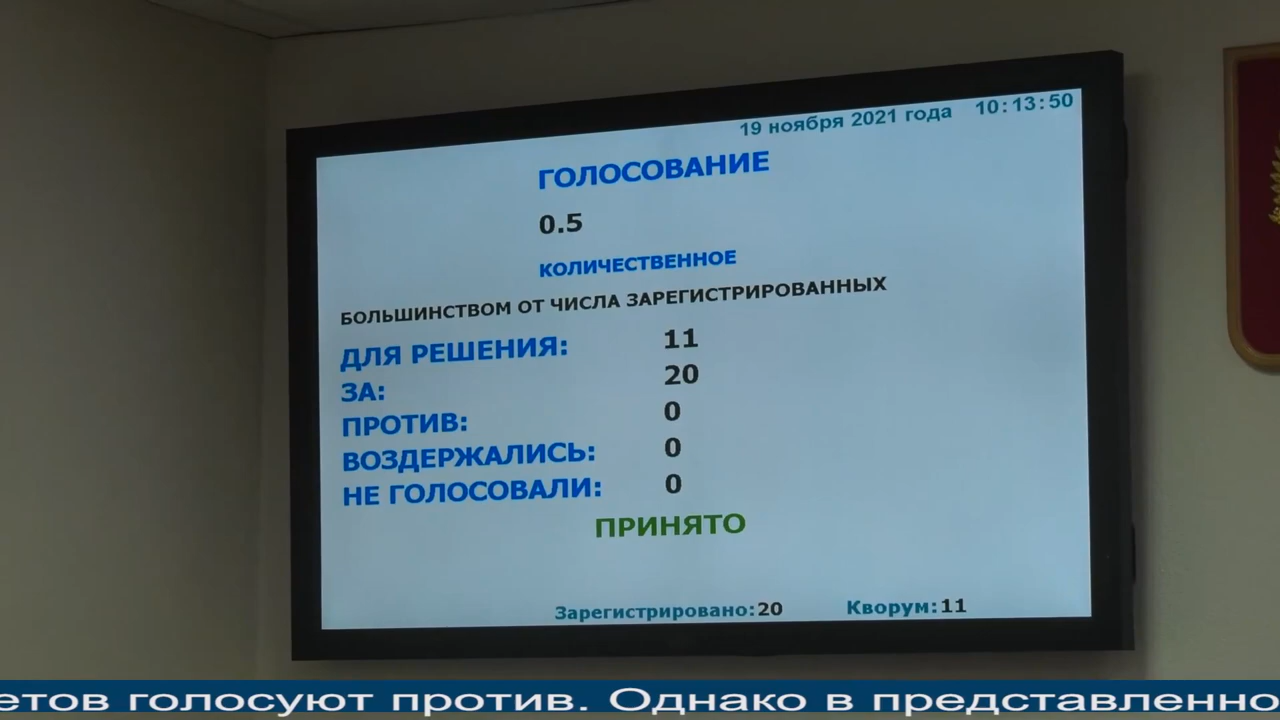 19 ноября 2021 года 10:13:50
ГОЛОСОВАНИЕ
0.5
КОЛИЧЕСТВЕННОЕ
БОЛЬШИНСТВОМ ОТ ЧИСЛА ЗАРЕГИСТРИРОВАННЫХ
ДЛЯ РЕШЕНИЯ: 11
ЗА: 20
ПРОТИВ: 0
ВОЗДЕРЖАЛИСЬ: 0
НЕ ГОЛОСОВАЛИ: 0
ПРИНЯТО
Зарегистрировано:20 Кворум:11
етов голосуют против. Однако в представленно